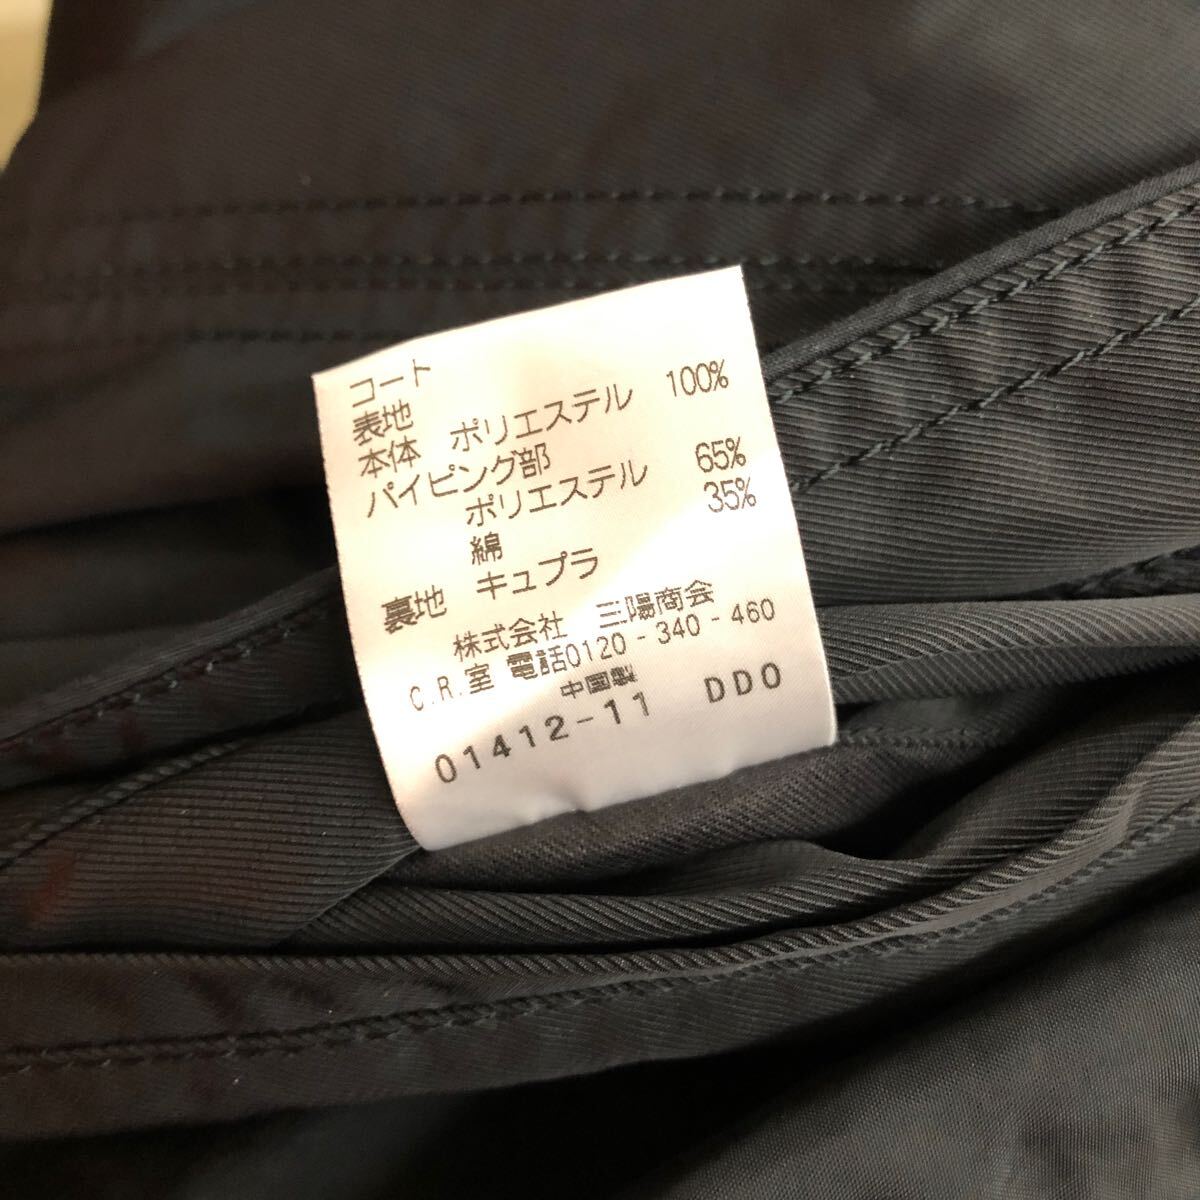 コート
表地
本体 ポリエステル 100%
パイピング部
ポリエステル 65%
綿 35%
裏地 キュプラ
株式会社 三陽商会
C.R.室 電話0120-340-460
中国製
01412-11 DDO